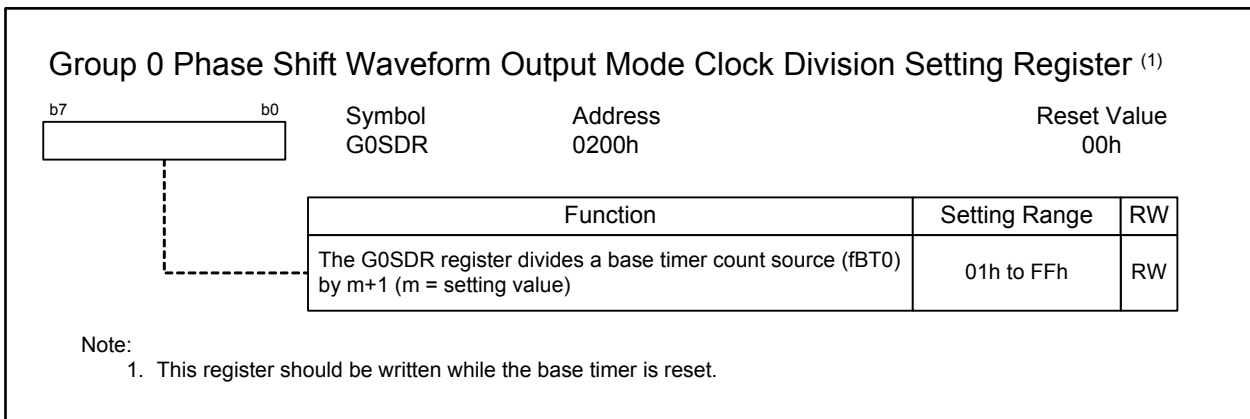 Group 0 Phase Shift Waveform Output Mode Clock Division Setting Register (1)
b7 b0 Symbol Address Reset Value
G0SDR 0200h 00h
Function Setting Range RW
The G0SDR register divides a base timer count source (fBT0)
by m+1 (m = setting value)
01h to FFh RW
Note:
1. This register should be written while the base timer is reset.